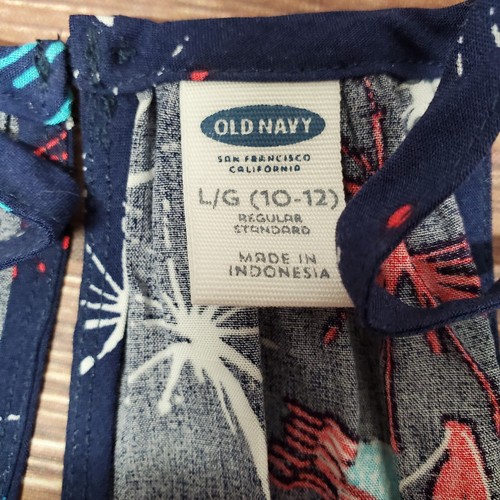 OLD NAVY
SAN FRANCISCO
CALIFORNIA
L/G (10-12)
REGULAR
STANDARD
MADE IN
INDONESIA